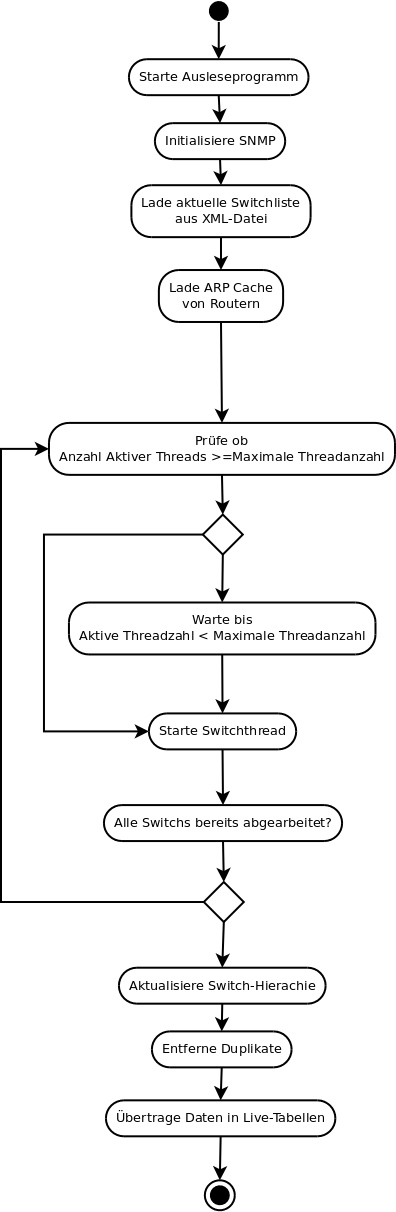 Starte Ausleseprogramm
Initialisiere SNMP
Lade aktuelle Switchliste
aus XML-Datei
Lade ARP Cache
von Routern
Prüfe ob
Anzahl Aktiver Threads >=Maximale Threadanzahl
Warte bis
Aktive Threadzahl < Maximale Threadanzahl
Starte Switchthread
Alle Switchs bereits abgearbeitet?
Aktualisiere Switch-Hierachie
Entferne Duplikate
Übertrage Daten in Live-Tabellen